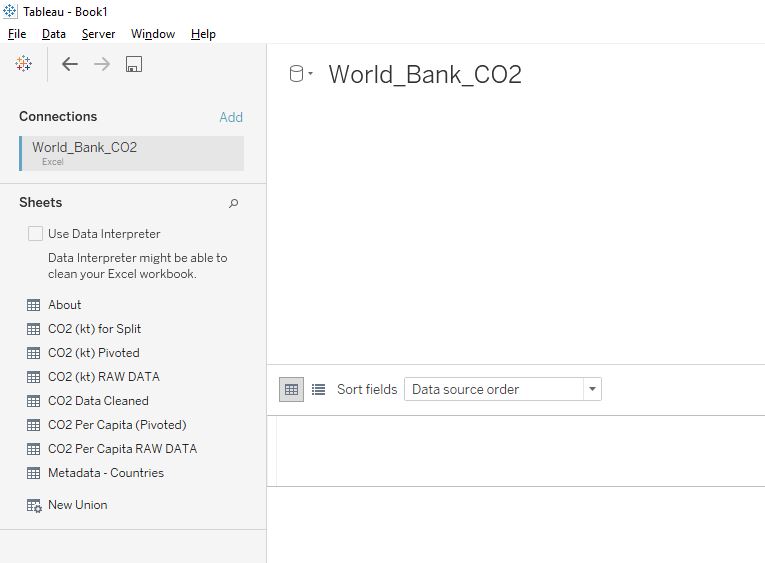 Tableau - Book1
File Data Server Window Help
World_Bank_CO2
Connections Add
World_Bank_CO2
Excel
Sheets
Use Data Interpreter
Data Interpreter might be able to
clean your Excel workbook.
About
CO2 (kt) for Split
CO2 (kt) Pivoted
CO2 (kt) RAW DATA
CO2 Data Cleaned
CO2 Per Capita (Pivoted)
CO2 Per Capita RAW DATA
Metadata - Countries
New Union
Sort fields Data source order